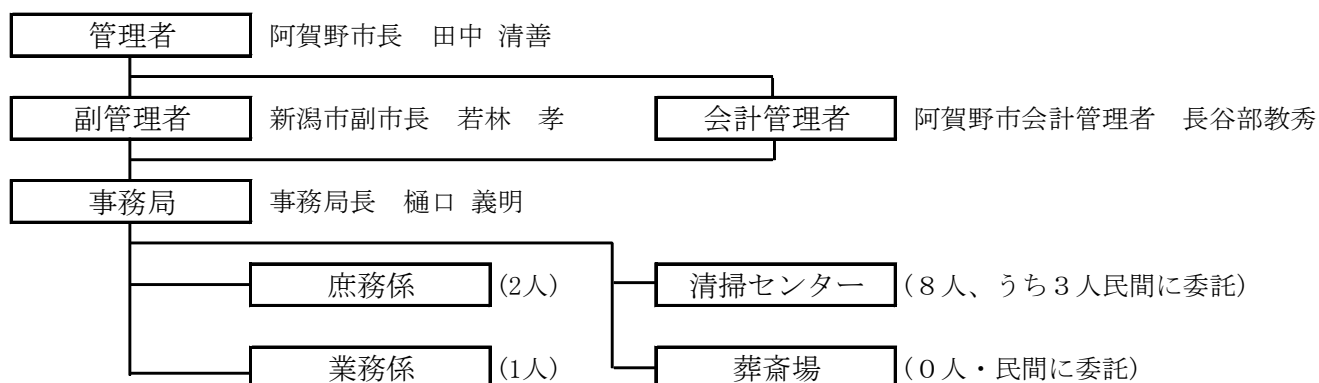 管理者 阿賀野市長 田中 清善
副管理者 新潟市副市長 若林 孝 会計管理者 阿賀野市会計管理者 長谷部教秀
事務局 事務局長 樋口 義明
庶務係 (2人) 清掃センター (８人、うち３人民間に委託)
業務係 (1人) 葬斎場 (０人・民間に委託)